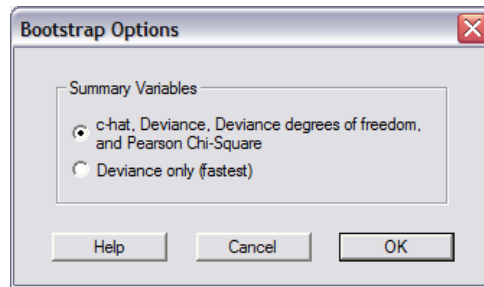 Bootstrap Options
Summary Variables
c-hat, Deviance, Deviance degrees of freedom,
and Pearson Chi-Square
Deviance only (fastest)
Help Cancel OK